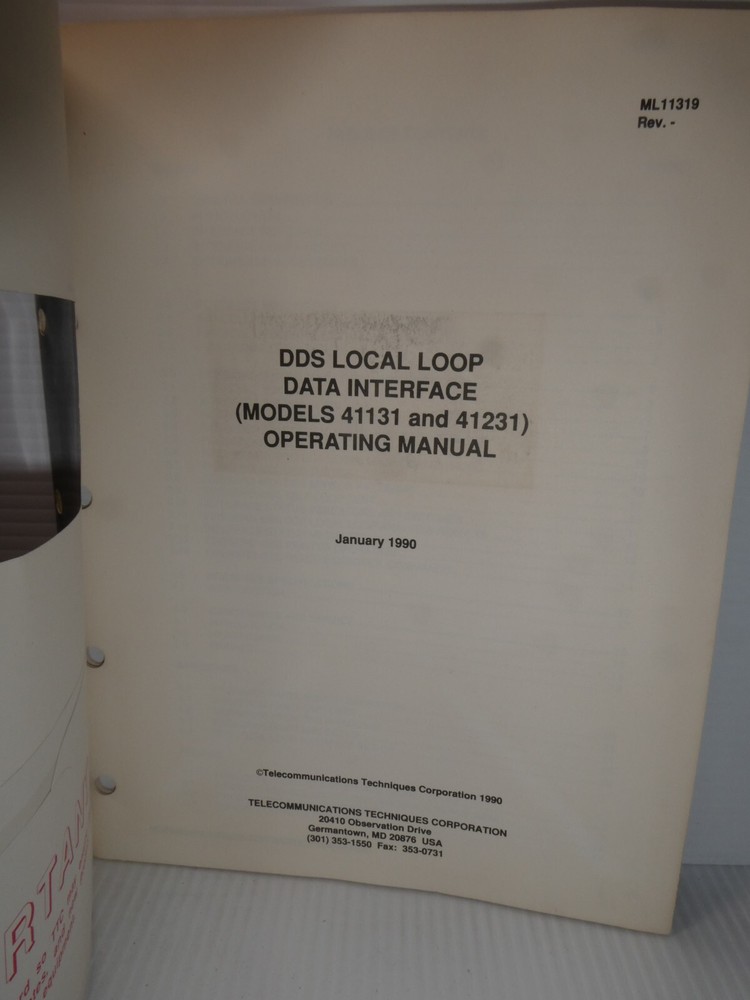 ML11319
Rev. -
DDS LOCAL LOOP
DATA INTERFACE
(MODELS 41131 and 41231)
OPERATING MANUAL
January 1990
©Telecommunications Techniques Corporation 1990
TELECOMMUNICATIONS TECHNIQUES CORPORATION
20410 Observation Drive
Germantown, MD 20876 USA
(301) 353-1550 Fax: 353-0731